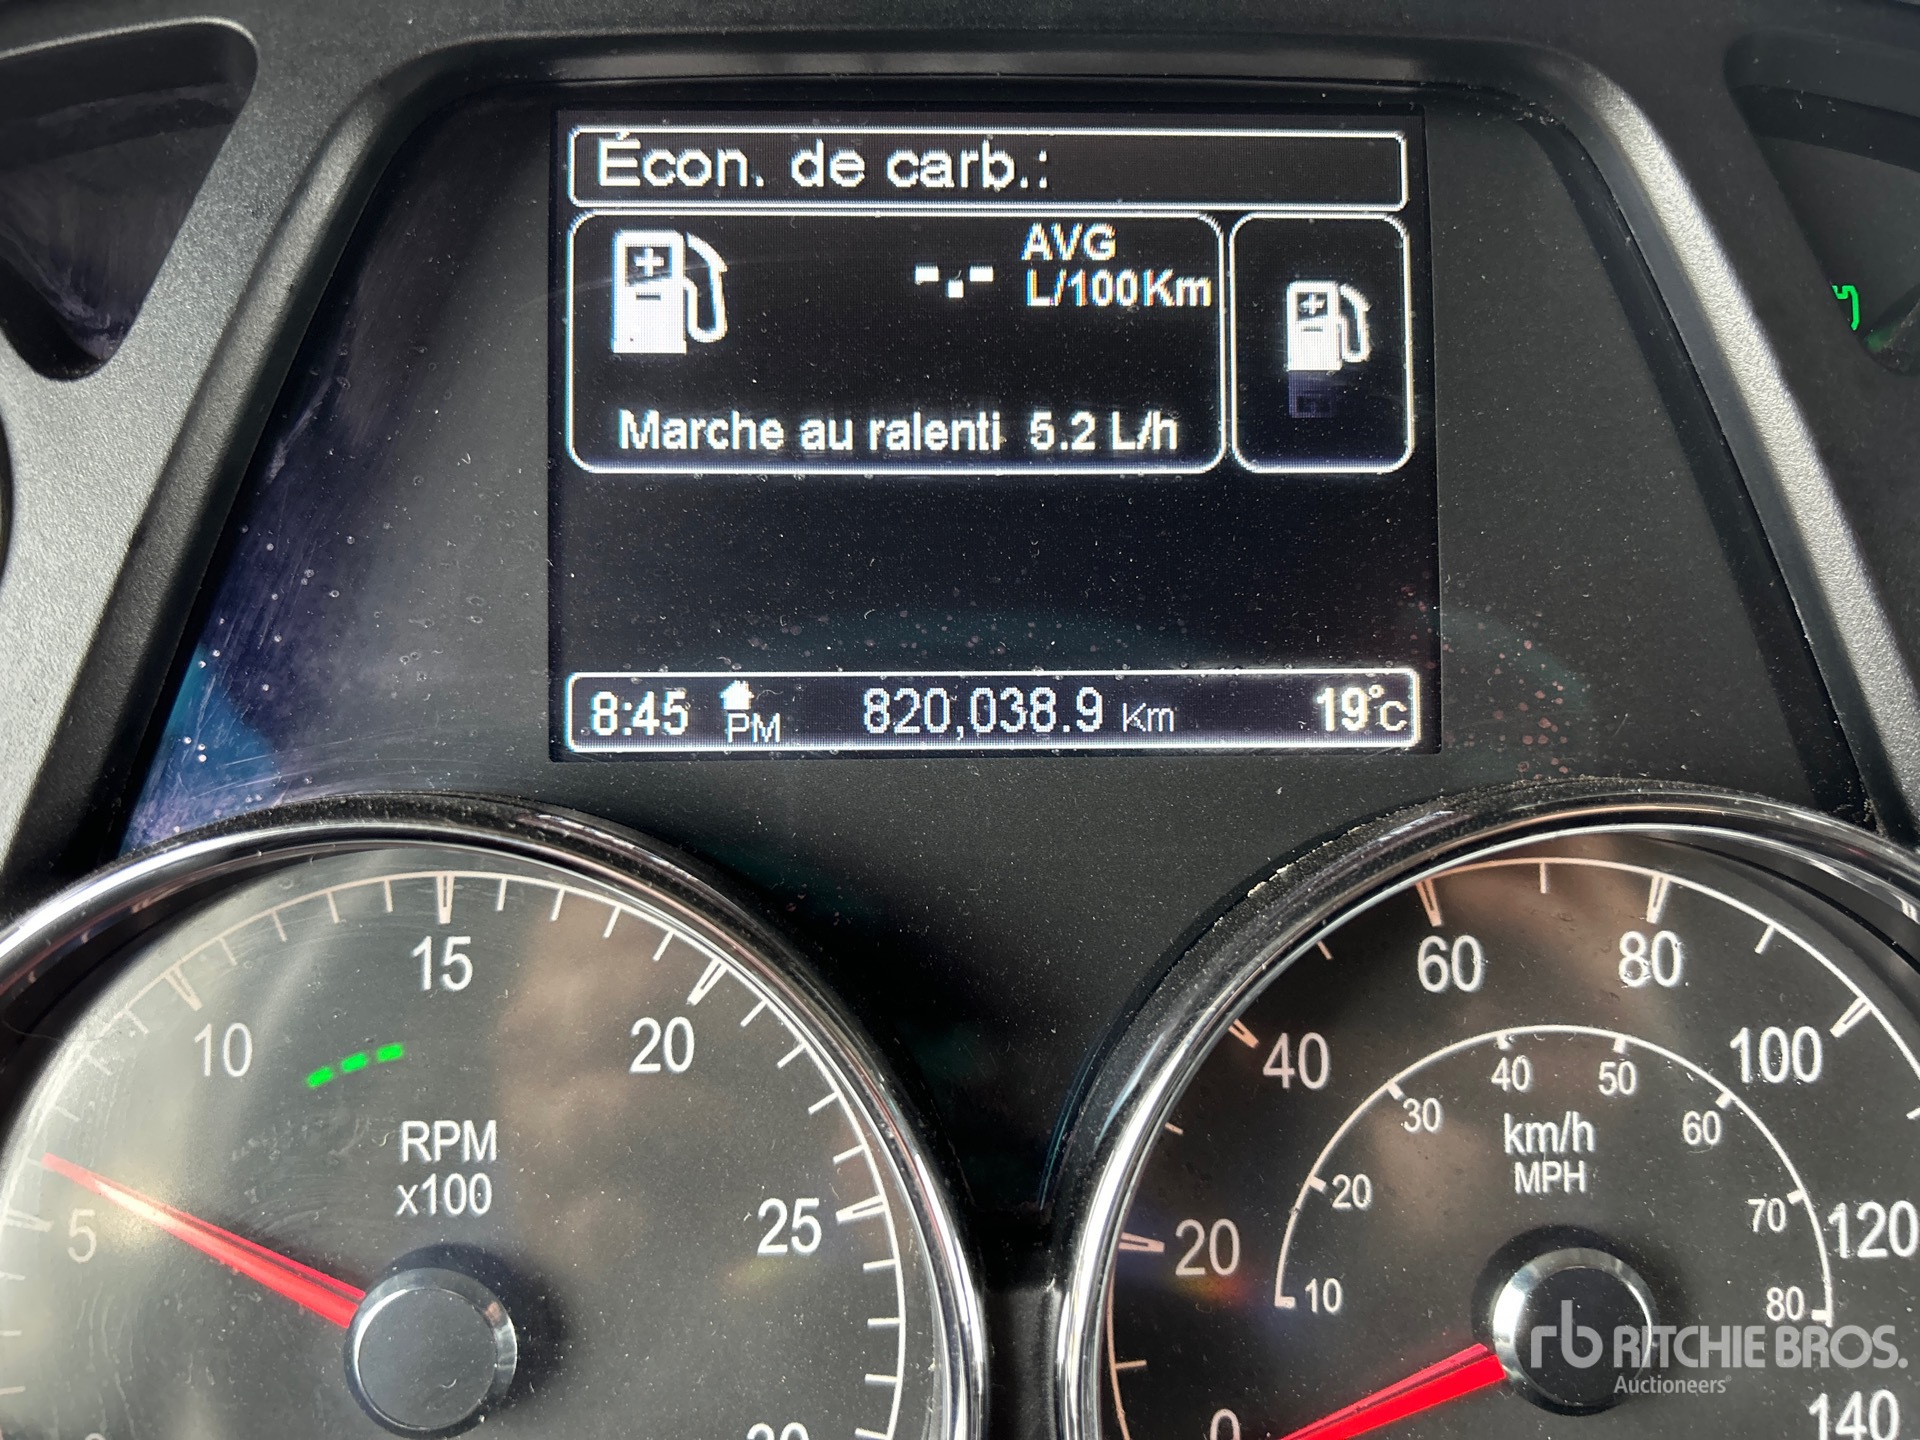 Écon. de carb.:
-.- AVG
L/100Km
Marche au ralenti 5.2 L/h
8:45 PM 820,038.9 Km 19°C
5
10
15
20
25
30
RPM
x100
0
20
40
60
80
100
120
140
10
20
30
40
50
60
70
80
km/h
MPH
rb RITCHIE BROS.
Auctioneers